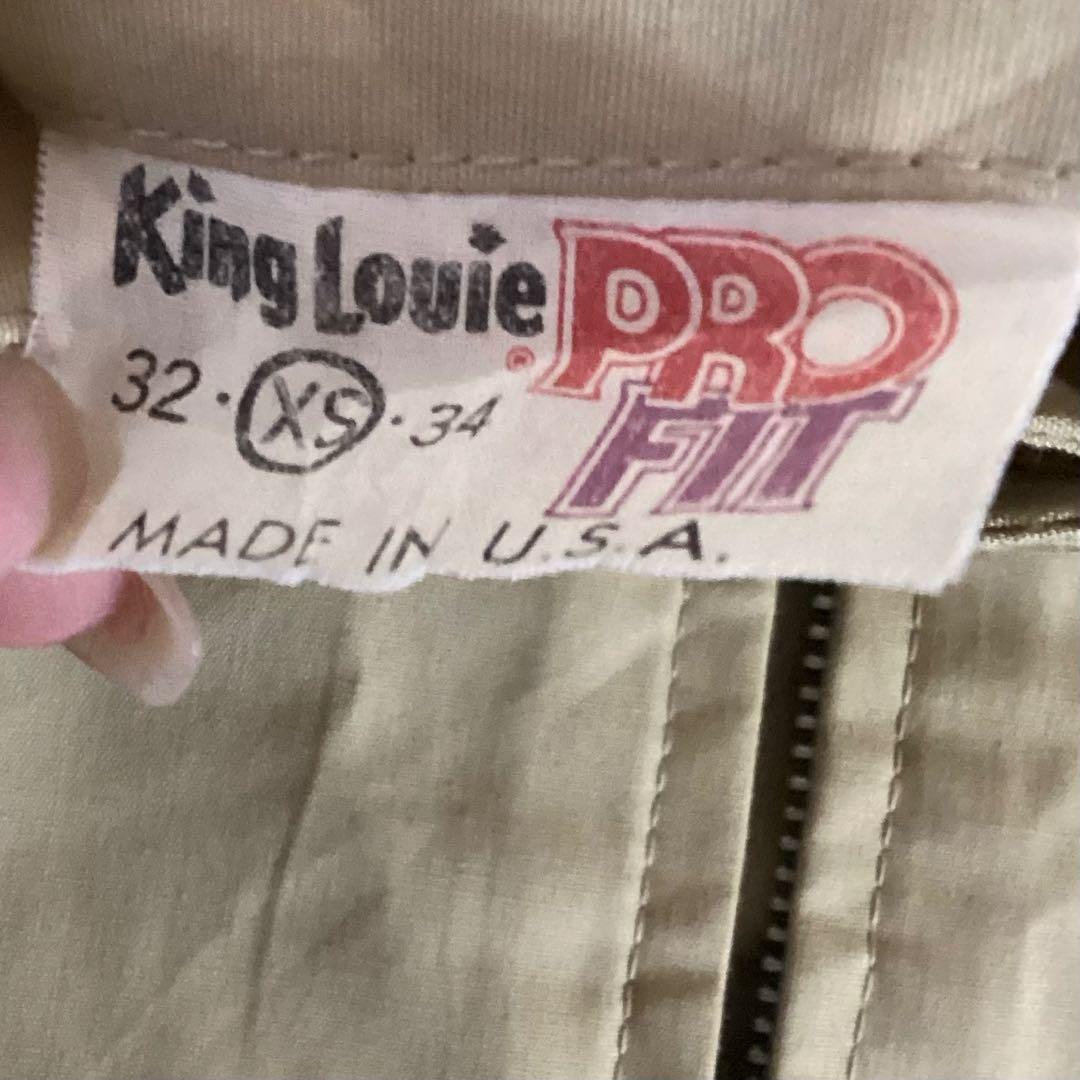 King Louie PRO
® FIT
32 · XS · 34
MADE IN U.S.A.